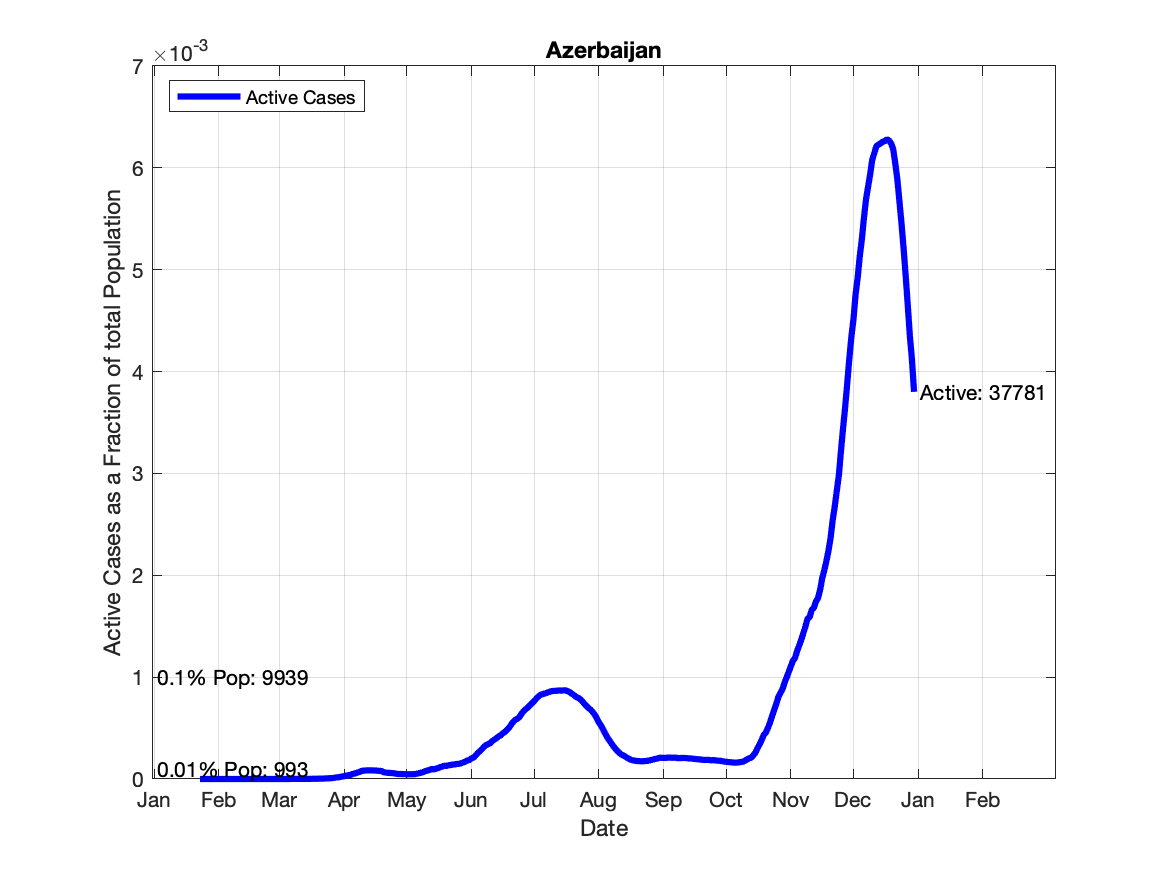 Azerbaijan
×10-3
Active Cases
7
6
5
4
3
2
1
0
Active Cases as a Fraction of total Population
Active: 37781
0.1% Pop: 9939
0.01% Pop: 993
Jan Feb Mar Apr May Jun Jul Aug Sep Oct Nov Dec Jan Feb
Date